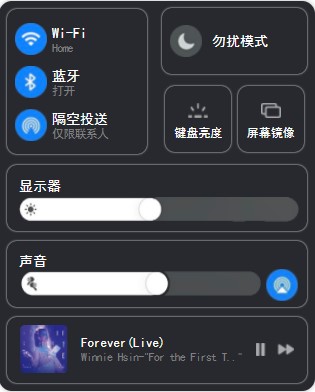 Wi-Fi
Home
蓝牙
打开
隔空投送
仅限联系人
勿扰模式
键盘亮度
屏幕镜像
显示器
声音
Forever(Live)
Winnie Hsin-"For the First T.."